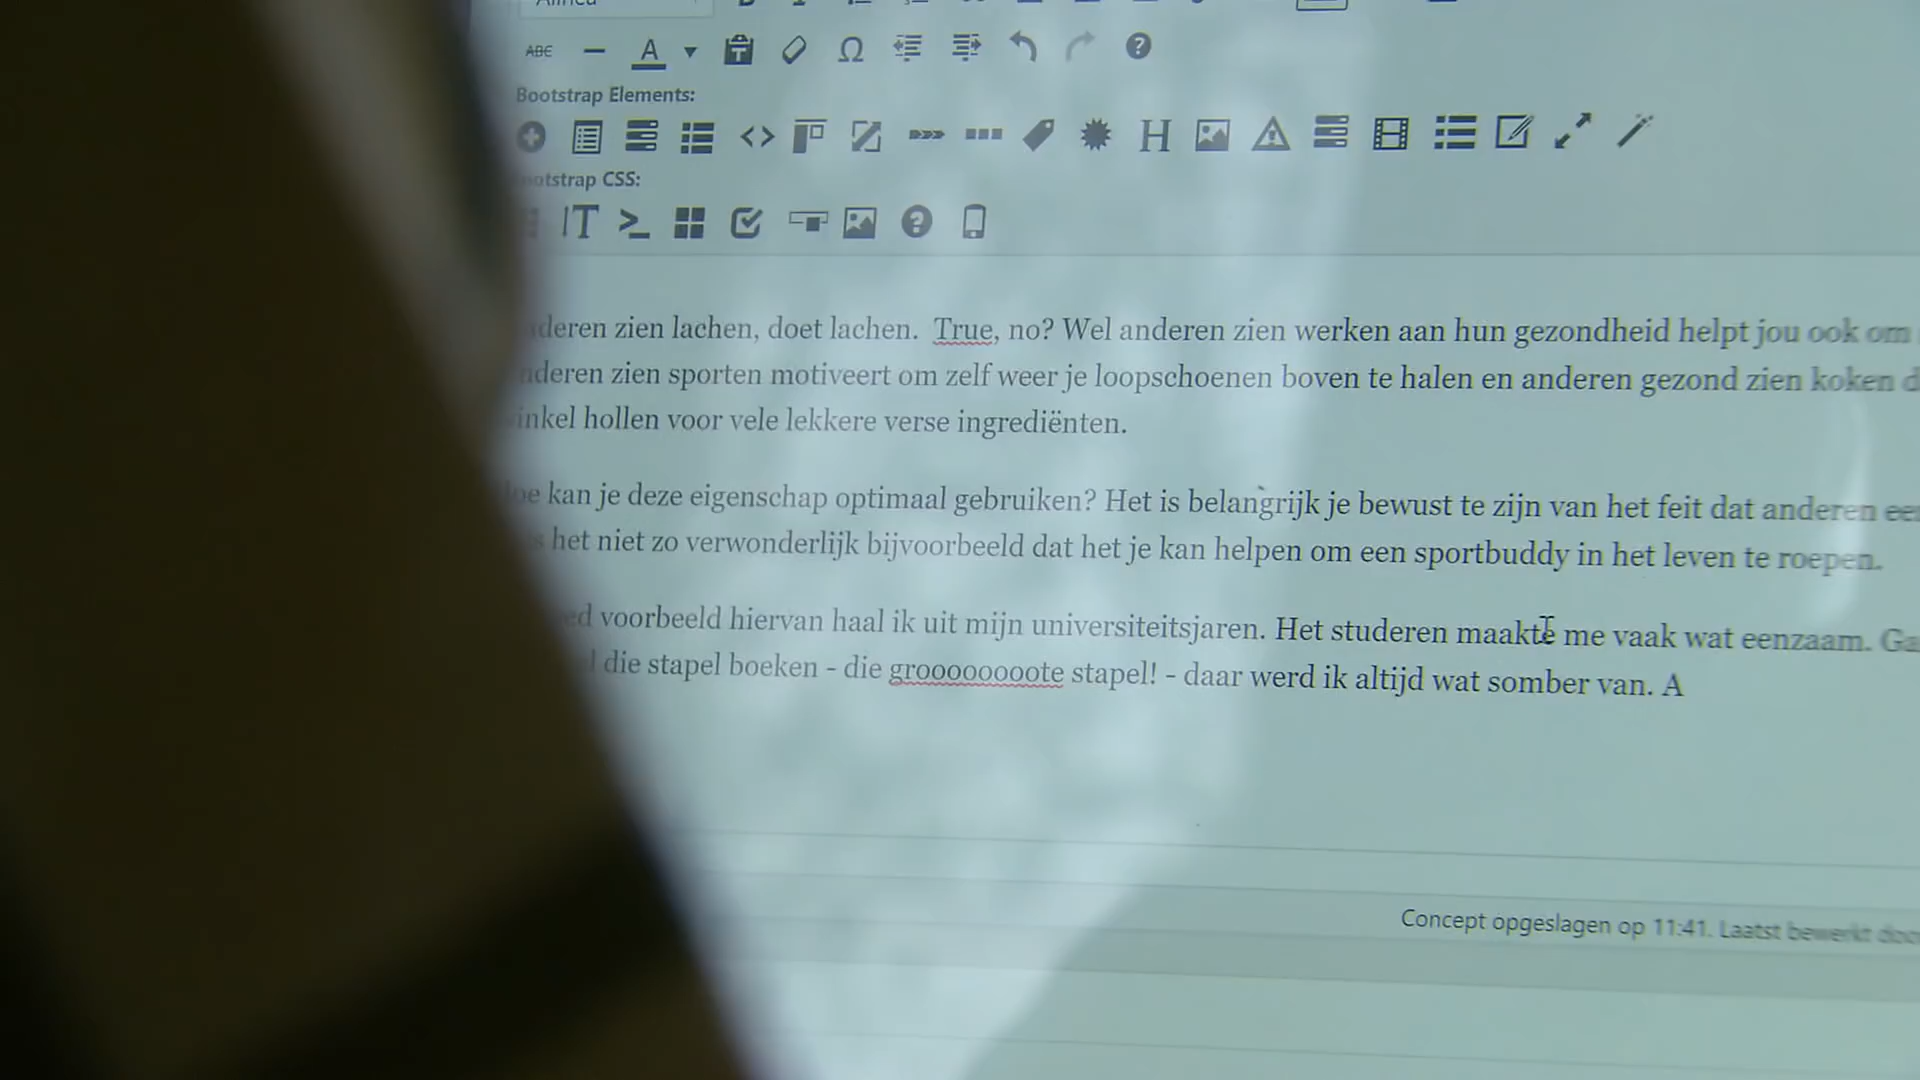 ABC A Ω
Bootstrap Elements:
H
CSS:
zien lachen, doet lachen. True, no? Wel anderen zien werken aan hun gezondheid helpt jou ook om
zien sporten motiveert om zelf weer je loopschoenen boven te halen en anderen gezond zien koken
hollen voor vele lekkere verse ingrediënten.
kan je deze eigenschap optimaal gebruiken? Het is belangrijk je bewust te zijn van het feit dat anderen
het niet zo verwonderlijk bijvoorbeeld dat het je kan helpen om een sportbuddy in het leven te roepen.
voorbeeld hiervan haal ik uit mijn universiteitsjaren. Het studeren maakte me vaak wat eenzaam.
die stapel boeken - die grooooooote stapel! - daar werd ik altijd wat somber van. A
Concept opgeslagen op 11:41. Laatst bewerkt door